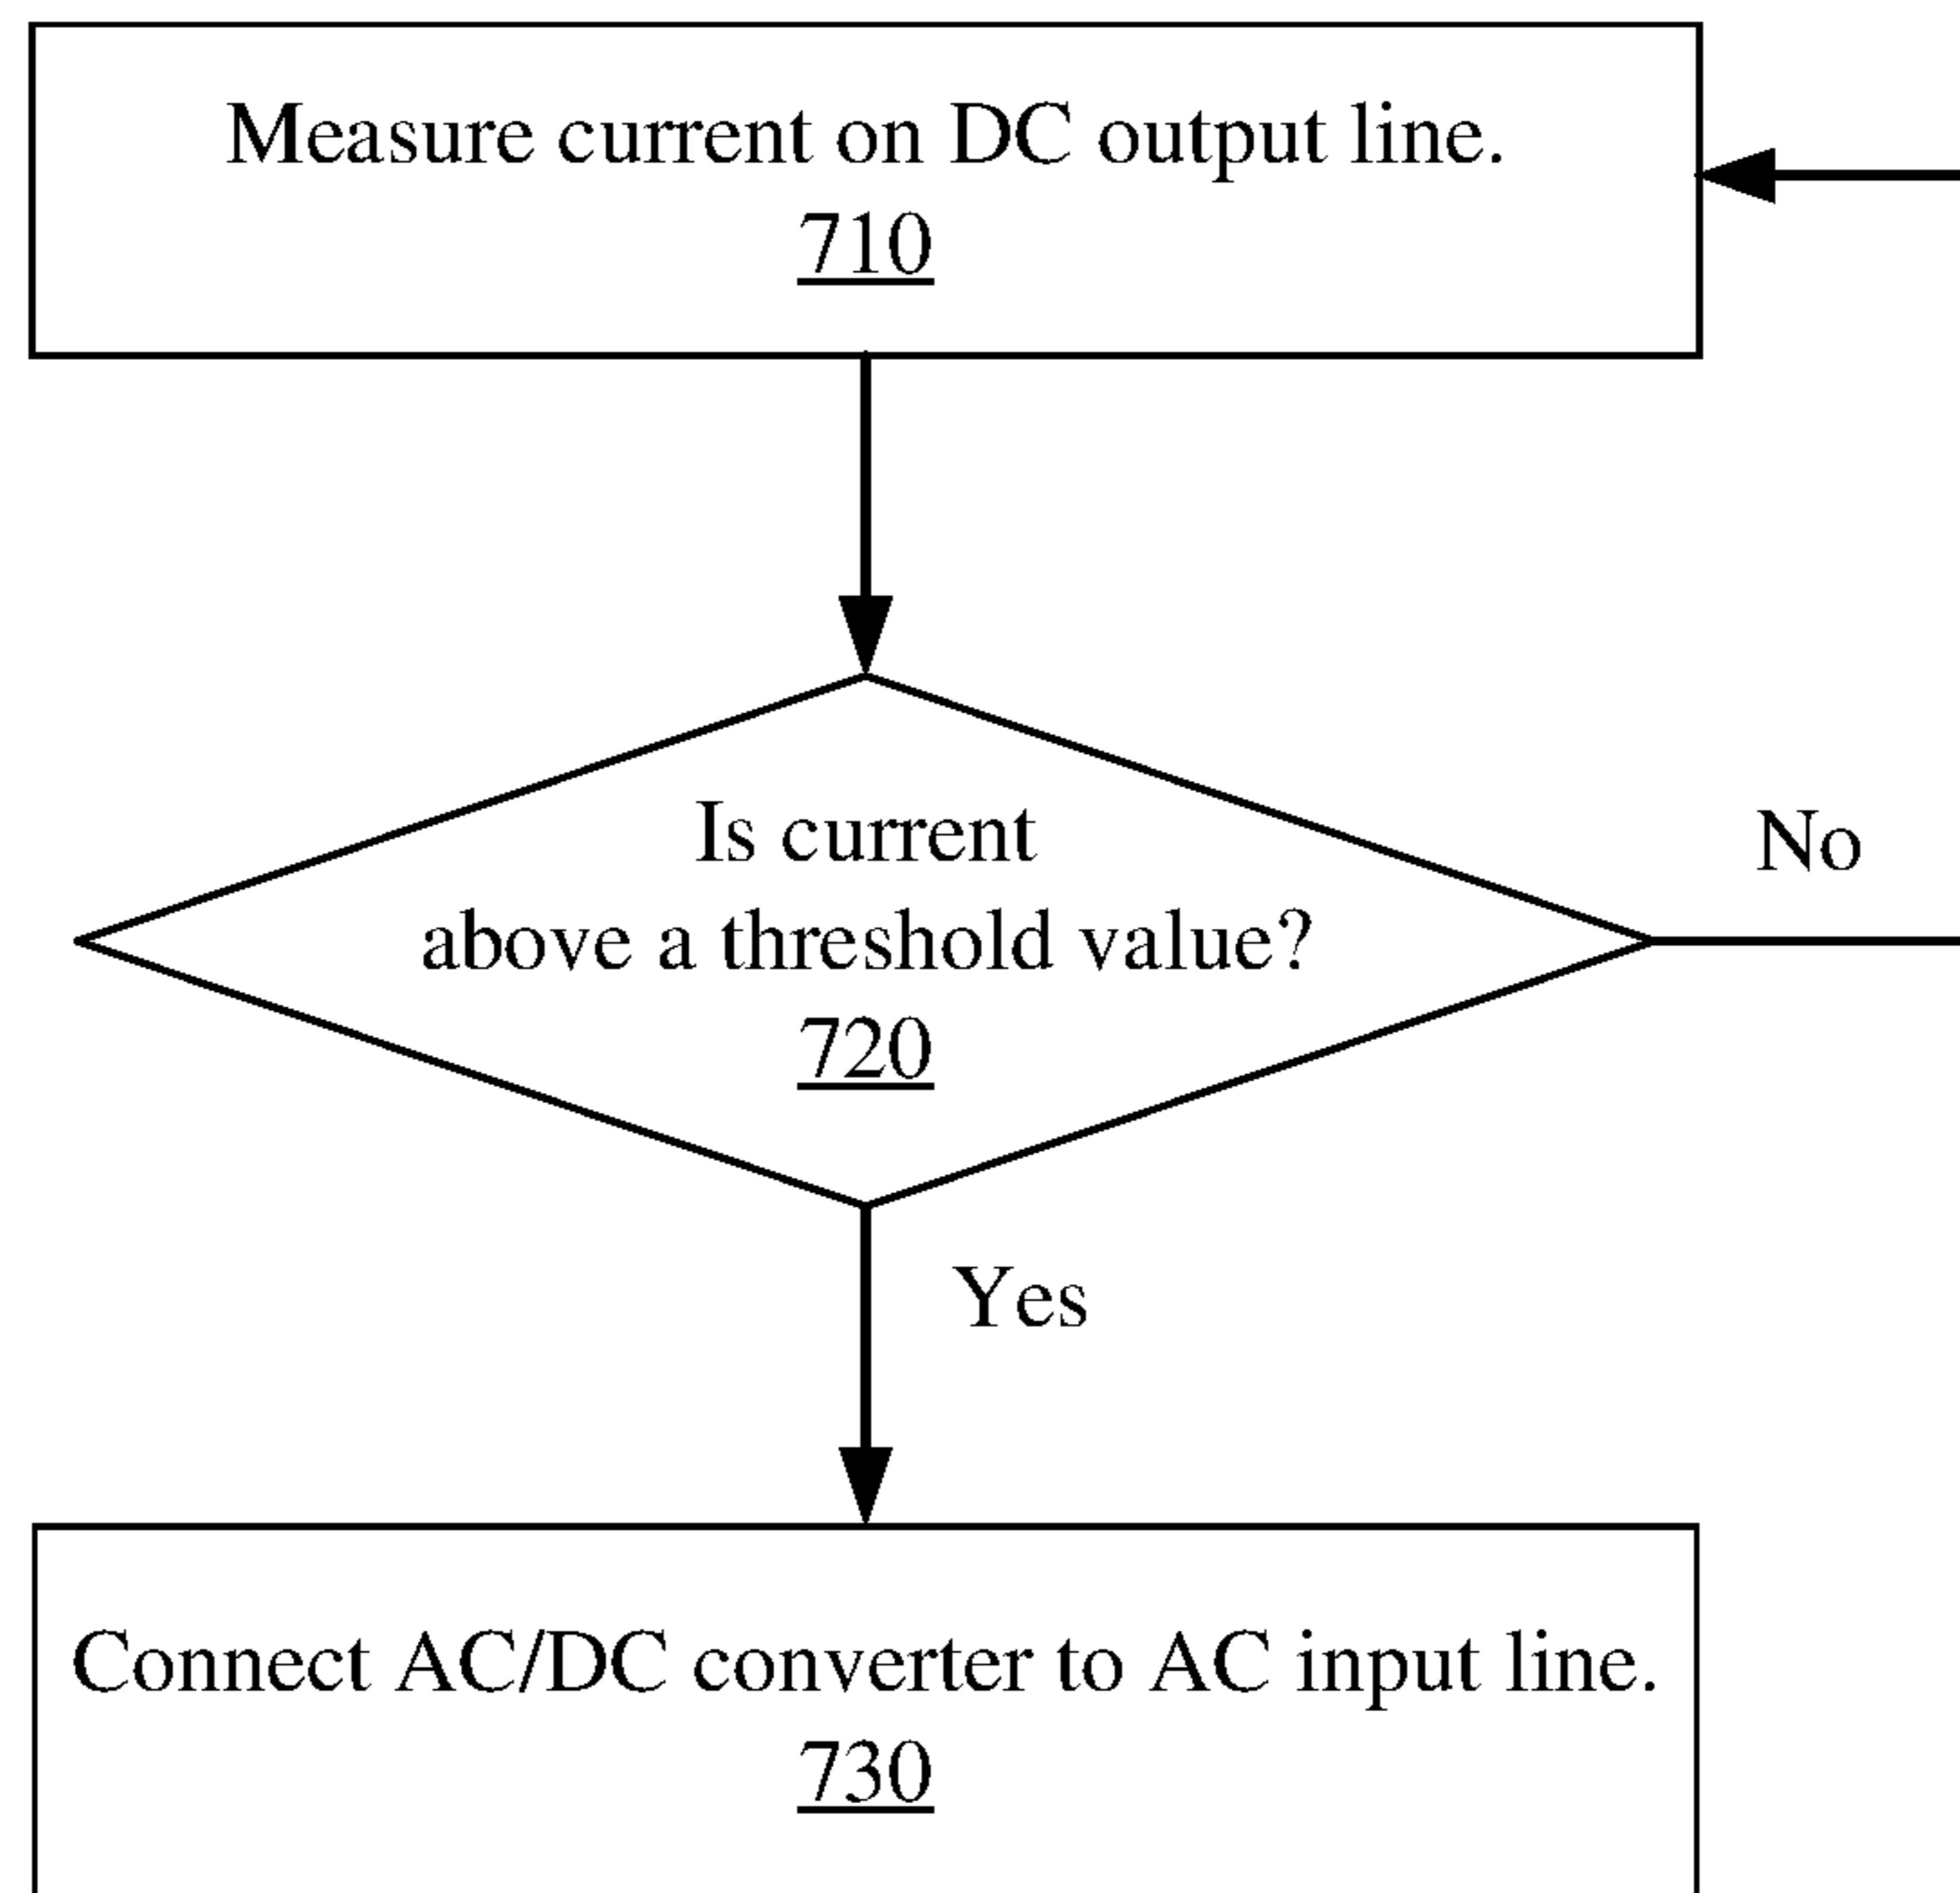 Measure current on DC output line.
710
Is current
above a threshold value?
720
No
Yes
Connect AC/DC converter to AC input line.
730